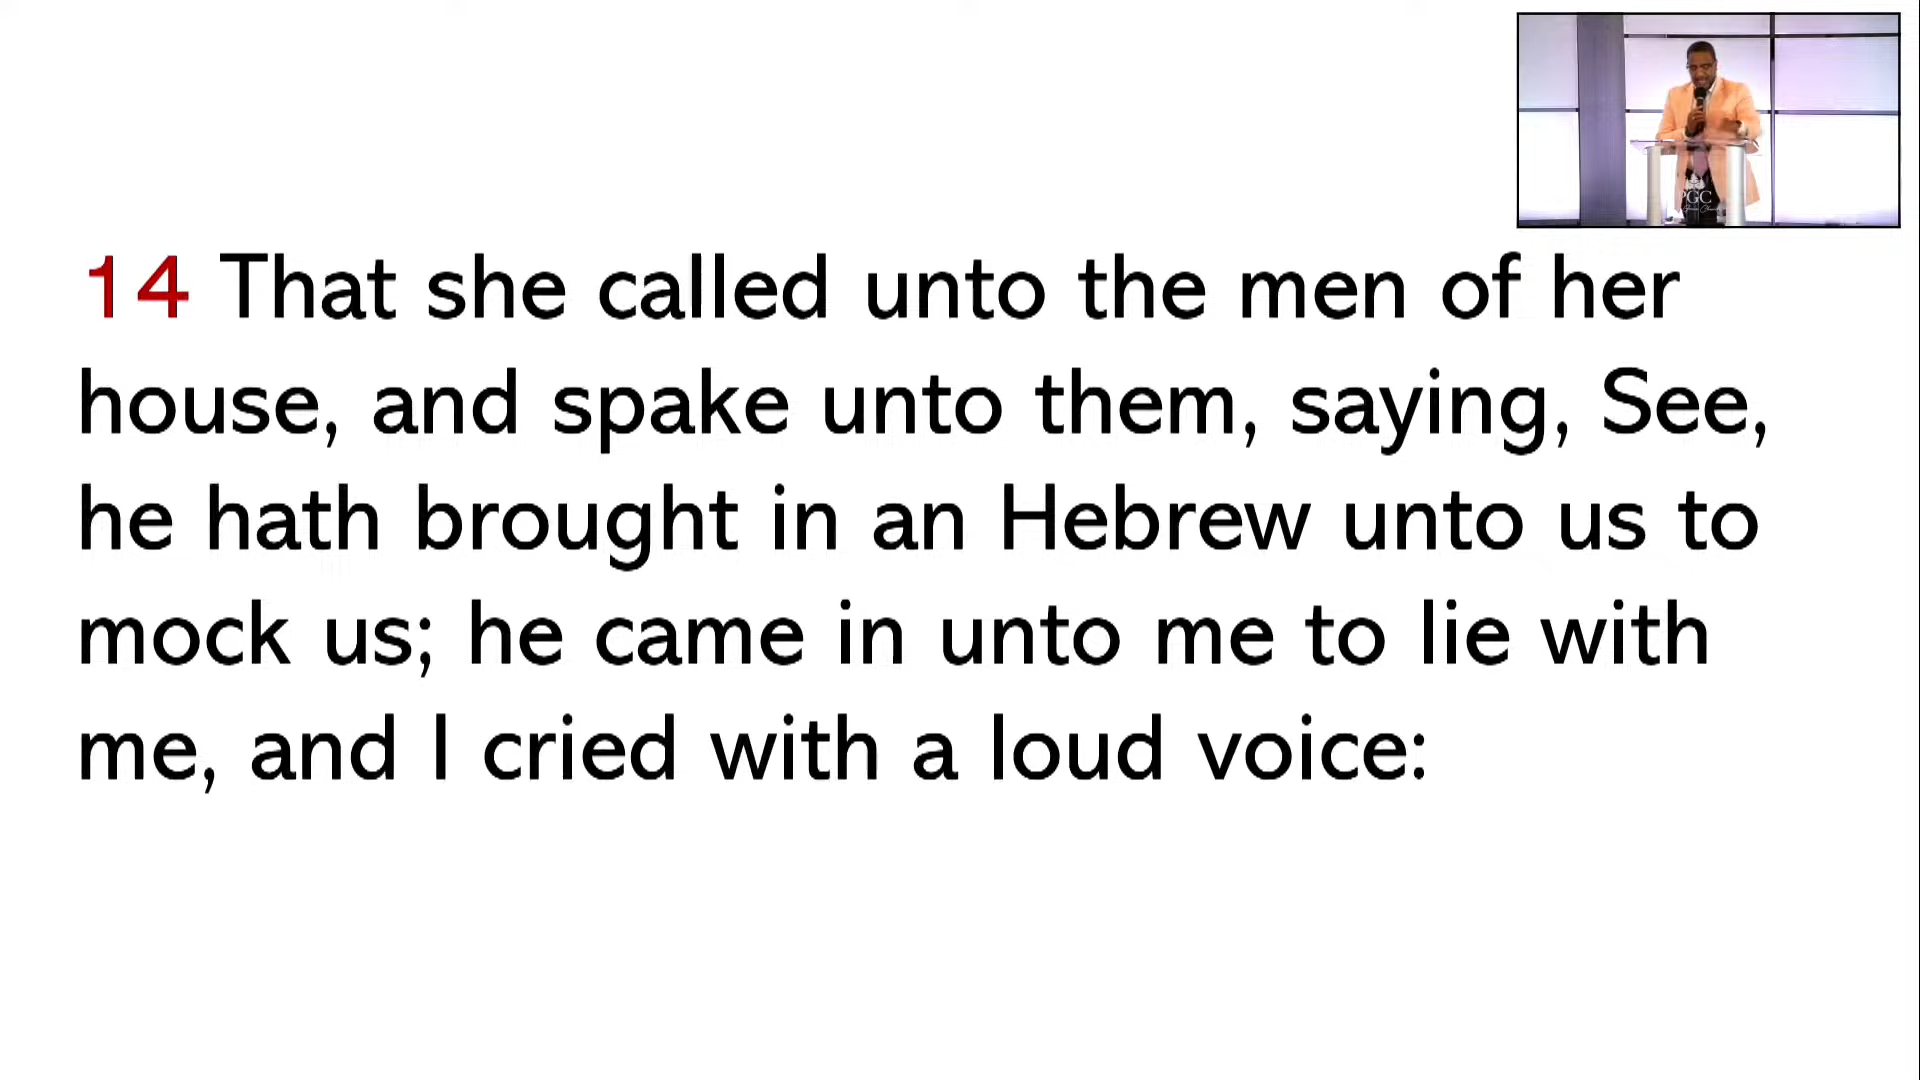 14 That she called unto the men of her
house, and spake unto them, saying, See,
he hath brought in an Hebrew unto us to
mock us; he came in unto me to lie with
me, and I cried with a loud voice:
PGC